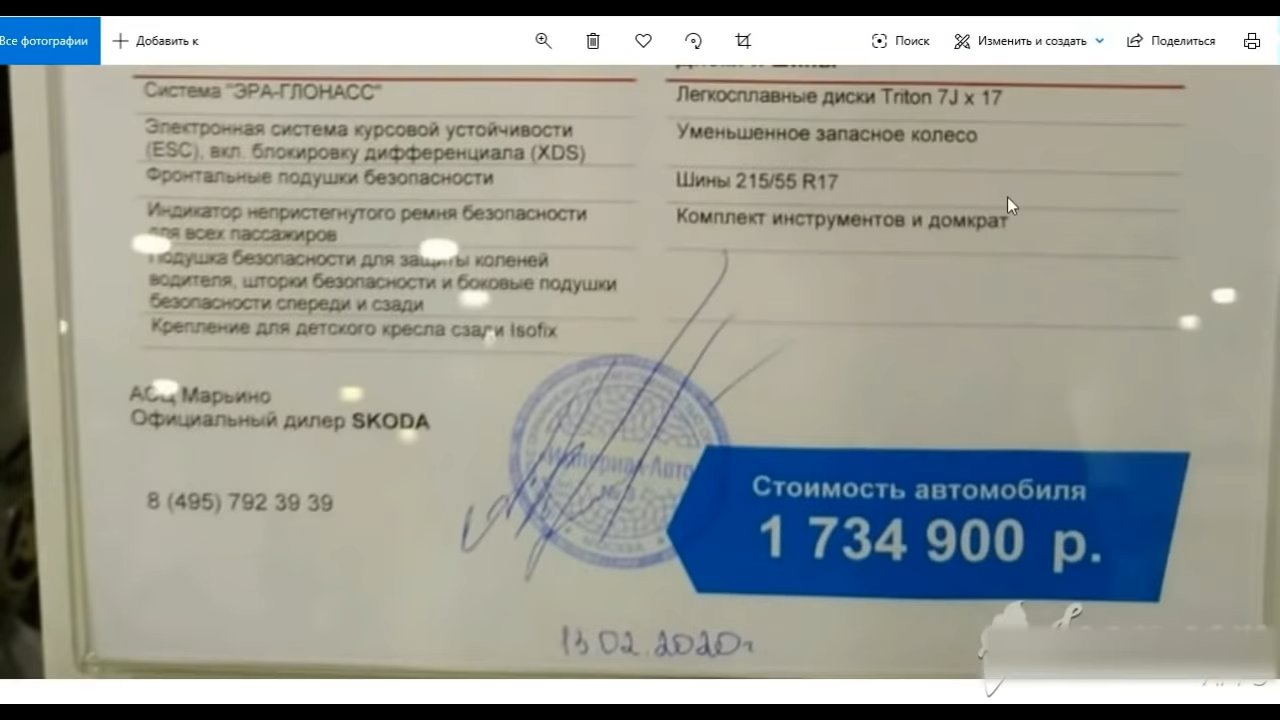 Все фотографии
Добавить к
Поиск
Изменить и создать
Поделиться
Система "ЭРА-ГЛОНАСС"
Электронная система курсовой устойчивости
(ESC), вкл. блокировку дифференциала (XDS)
Фронтальные подушки безопасности
Индикатор непристегнутого ремня безопасности
для всех пассажиров
Подушка безопасности для защиты коленей
водителя, шторки безопасности и боковые подушки
безопасности спереди и сзади
Крепление для детского кресла сзади Isofix
Диски и шины
Легкосплавные диски Triton 7J x 17
Уменьшенное запасное колесо
Шины 215/55 R17
Комплект инструментов и домкрат
АСЦ Марьино
Официальный дилер SKODA
8 (495) 792 39 39
МОСКВА
Стоимость автомобиля
1 734 900 р.
13.02.2020г